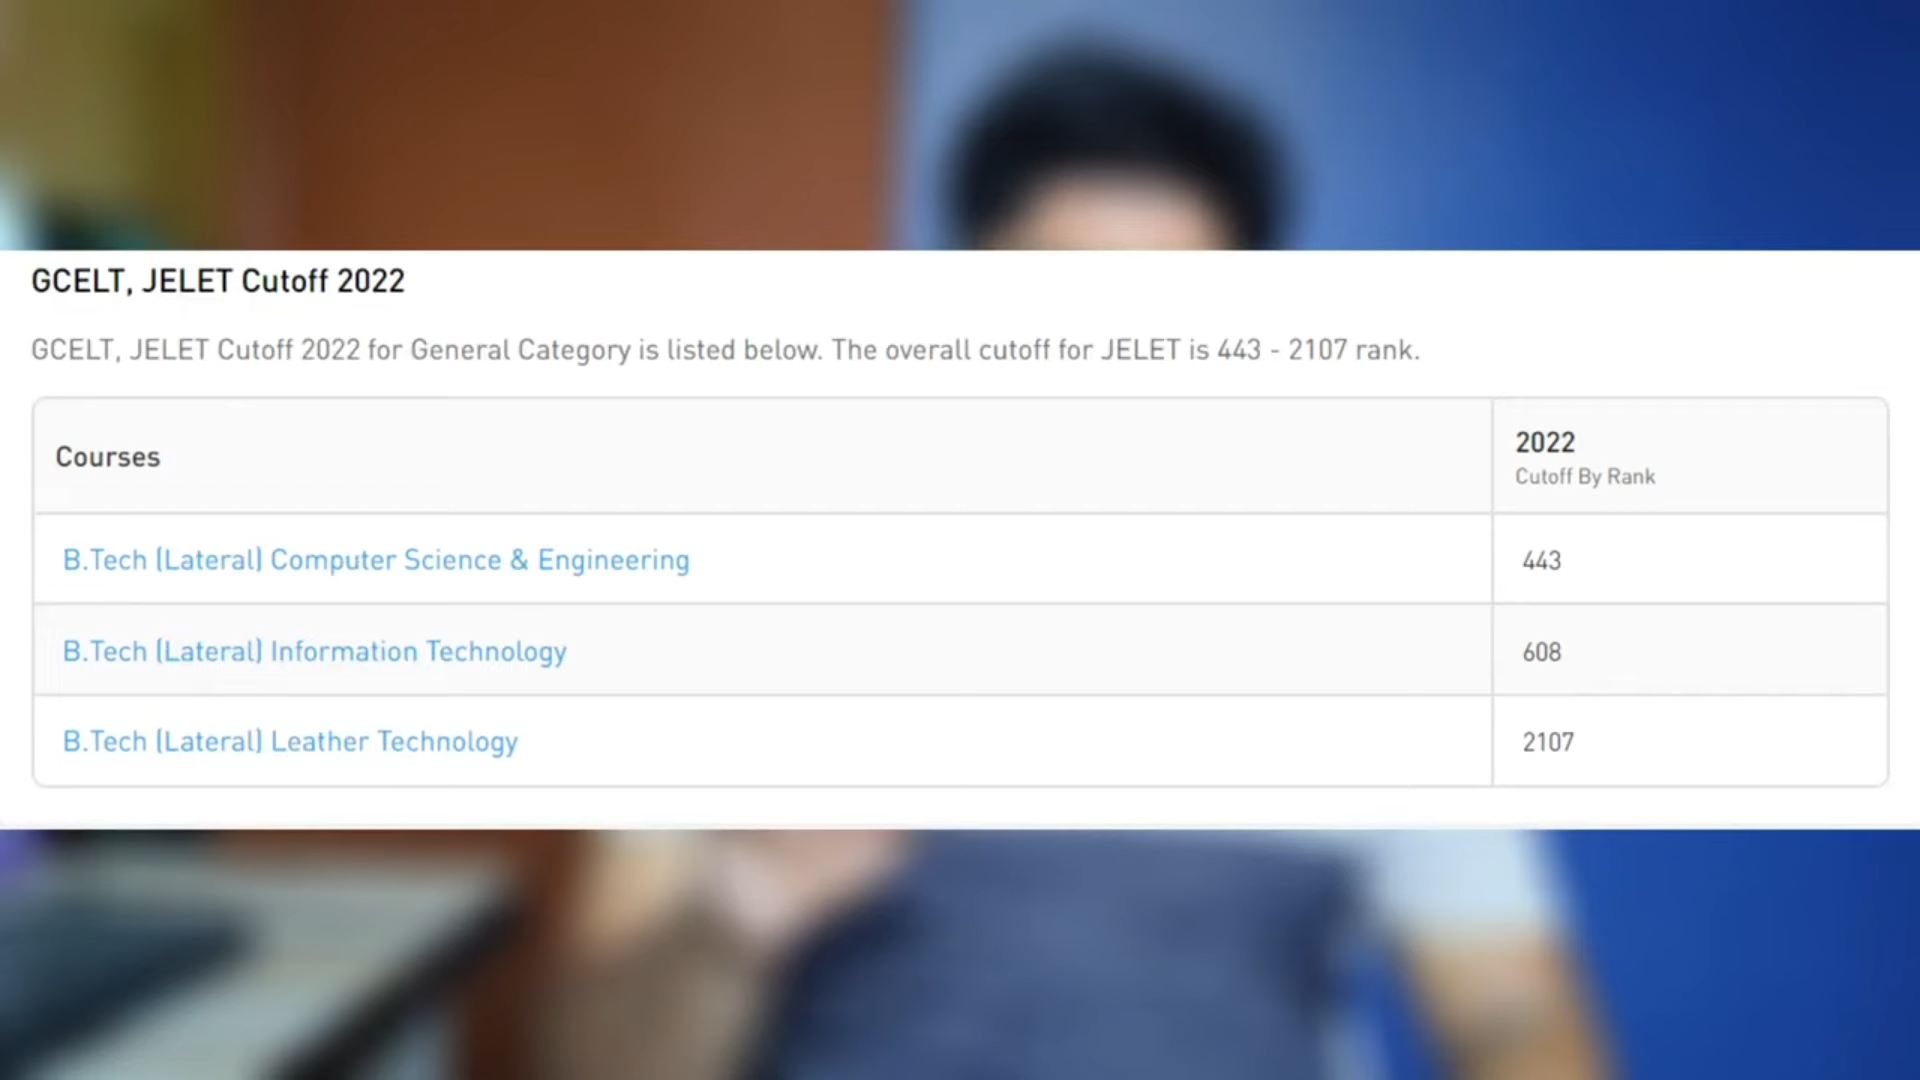 GCELT, JELET Cutoff 2022
GCELT, JELET Cutoff 2022 for General Category is listed below. The overall cutoff for JELET is 443 - 2107 rank.
Courses
2022
Cutoff By Rank
B.Tech (Lateral) Computer Science & Engineering
443
B.Tech (Lateral) Information Technology
608
B.Tech (Lateral) Leather Technology
2107